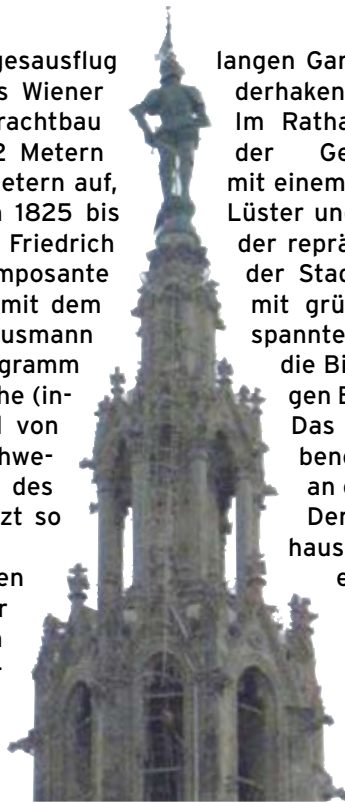 gesausflug
s Wiener
rachtbau
2 Metern
etern auf,
1825 bis
Friedrich
mposante
mit dem
usmann
gramm
he (in-
von
hwe-
des
zt so
en
r
langen Gar
derhaken
Im Ratha
der Ge
mit einem
Lüster un
der reprä
der Stad
mit grü
spannte
die Bi
gen E
Das
ben
an
Der
haus
e